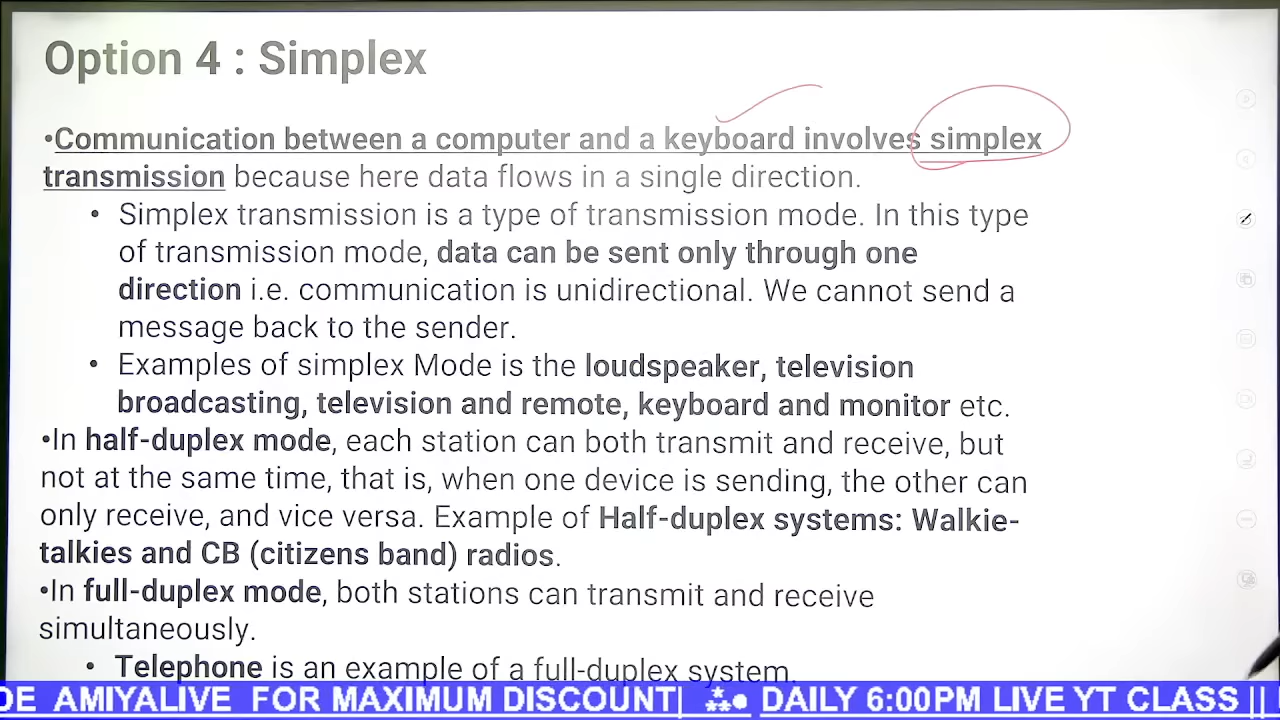 Option 4 : Simplex
•Communication between a computer and a keyboard involves simplex
transmission because here data flows in a single direction.
• Simplex transmission is a type of transmission mode. In this type
of transmission mode, data can be sent only through one
direction i.e. communication is unidirectional. We cannot send a
message back to the sender.
• Examples of simplex Mode is the loudspeaker, television
broadcasting, television and remote, keyboard and monitor etc.
•In half-duplex mode, each station can both transmit and receive, but
not at the same time, that is, when one device is sending, the other can
only receive, and vice versa. Example of Half-duplex systems: Walkie-
talkies and CB (citizens band) radios.
•In full-duplex mode, both stations can transmit and receive
simultaneously.
• Telephone is an example of a full-duplex system.
DE AMIYALIVE FOR MAXIMUM DISCOUNT| *̣* ● DAILY 6:00PM LIVE YT CLASS ||